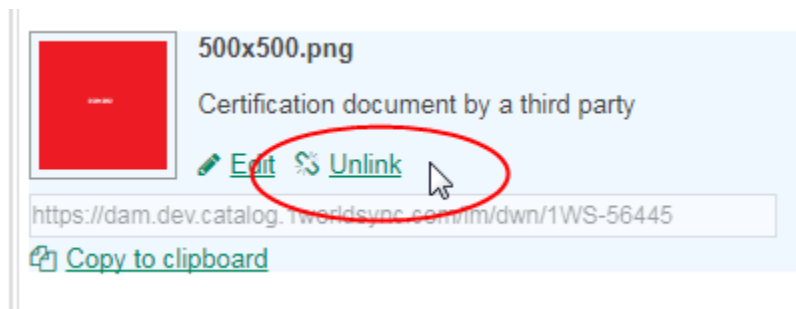 500x500.png
Certification document by a third party
Edit Unlink
https://dam.dev.catalog.1worldsync.com/im/dwn/1WS-56445
Copy to clipboard